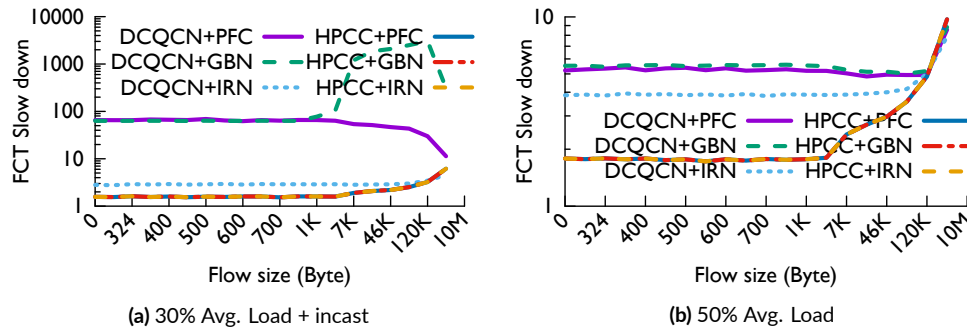 10000
1000
100
10
1
FCT Slow down
DCQCN+PFC
HPCC+PFC
DCQCN+GBN
HPCC+GBN
DCQCN+IRN
HPCC+IRN
0
324
400
500
600
700
1K
7K
46K
120K
10M
Flow size (Byte)
(a) 30% Avg. Load + incast
10
1
FCT Slow down
DCQCN+PFC
HPCC+PFC
DCQCN+GBN
HPCC+GBN
DCQCN+IRN
HPCC+IRN
0
324
400
500
600
700
1K
7K
46K
120K
10M
Flow size (Byte)
(b) 50% Avg. Load